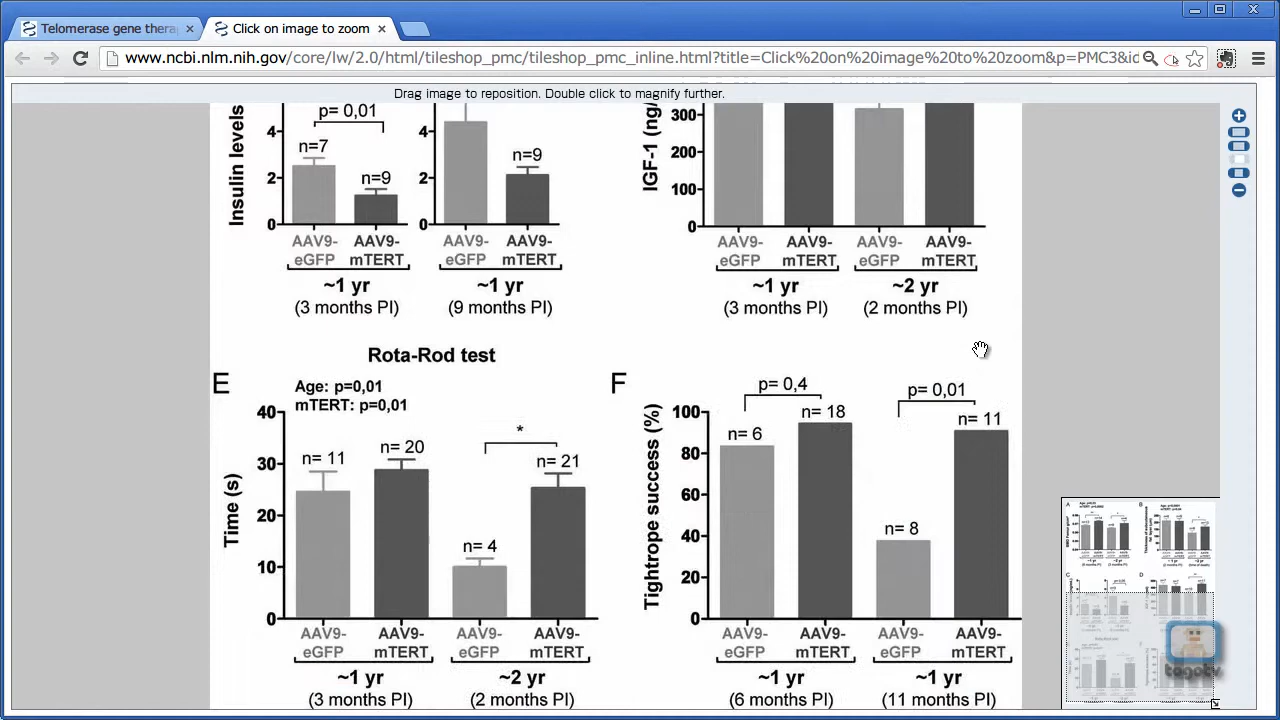 Telomerase gene therap
Click on image to zoom
www.ncbi.nlm.nih.gov/core/lw/2.0/html/tileshop_pmc/tileshop_pmc_inline.html?title=Click%20on%20image%20to%20zoom&p=PMC3&id
Drag image to reposition. Double click to magnify further.
Insulin levels
4
2
0
p= 0,01
n=7
n=9
AAV9-
eGFP
AAV9-
mTERT
~1 yr
(3 months PI)
4
2
0
n=9
AAV9-
eGFP
AAV9-
mTERT
~1 yr
(9 months PI)
IGF-1 (ng/
300
200
100
0
AAV9-
eGFP
AAV9-
mTERT
~1 yr
(3 months PI)
AAV9-
eGFP
AAV9-
mTERT
~2 yr
(2 months PI)
Rota-Rod test
E
Age: p=0,01
mTERT: p=0,01
Time (s)
40
30
20
10
0
n= 11
n= 20
*
n= 4
n= 21
AAV9-
eGFP
AAV9-
mTERT
~1 yr
(3 months PI)
AAV9-
eGFP
AAV9-
mTERT
~2 yr
(2 months PI)
F
Tightrope success (%)
100
80
60
40
20
0
p= 0,4
n= 6
n= 18
p= 0,01
n= 8
n= 11
AAV9-
eGFP
AAV9-
mTERT
~1 yr
(6 months PI)
AAV9-
eGFP
AAV9-
mTERT
~1 yr
(11 months PI)
tagotv